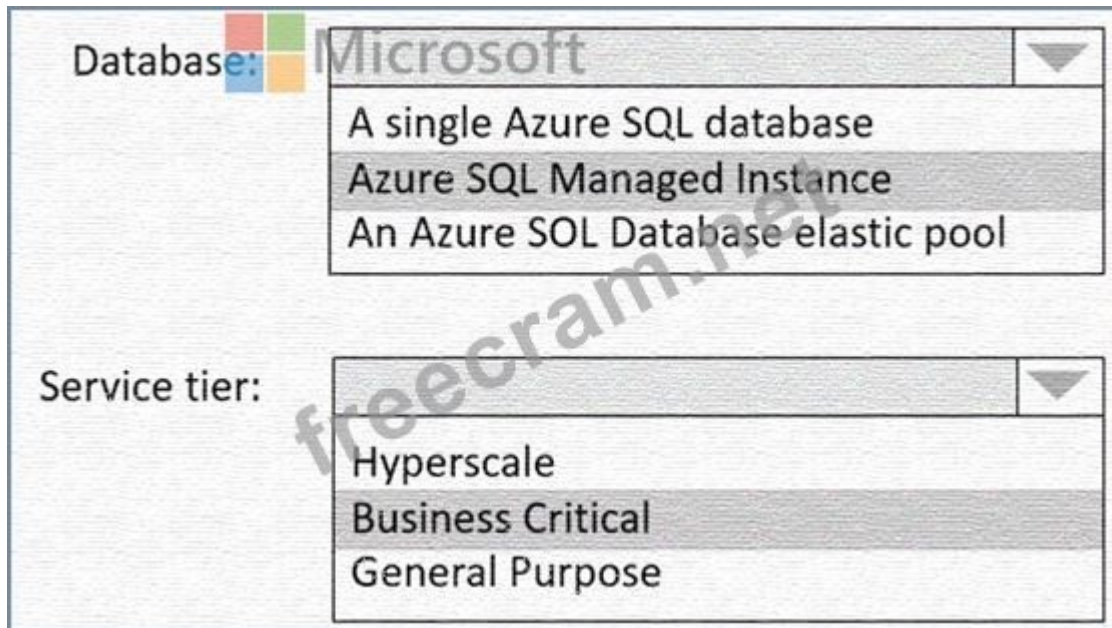 Microsoft
Database:
A single Azure SQL database
Azure SQL Managed Instance
An Azure SOL Database elastic pool
freecram.net
Service tier:
Hyperscale
Business Critical
General Purpose